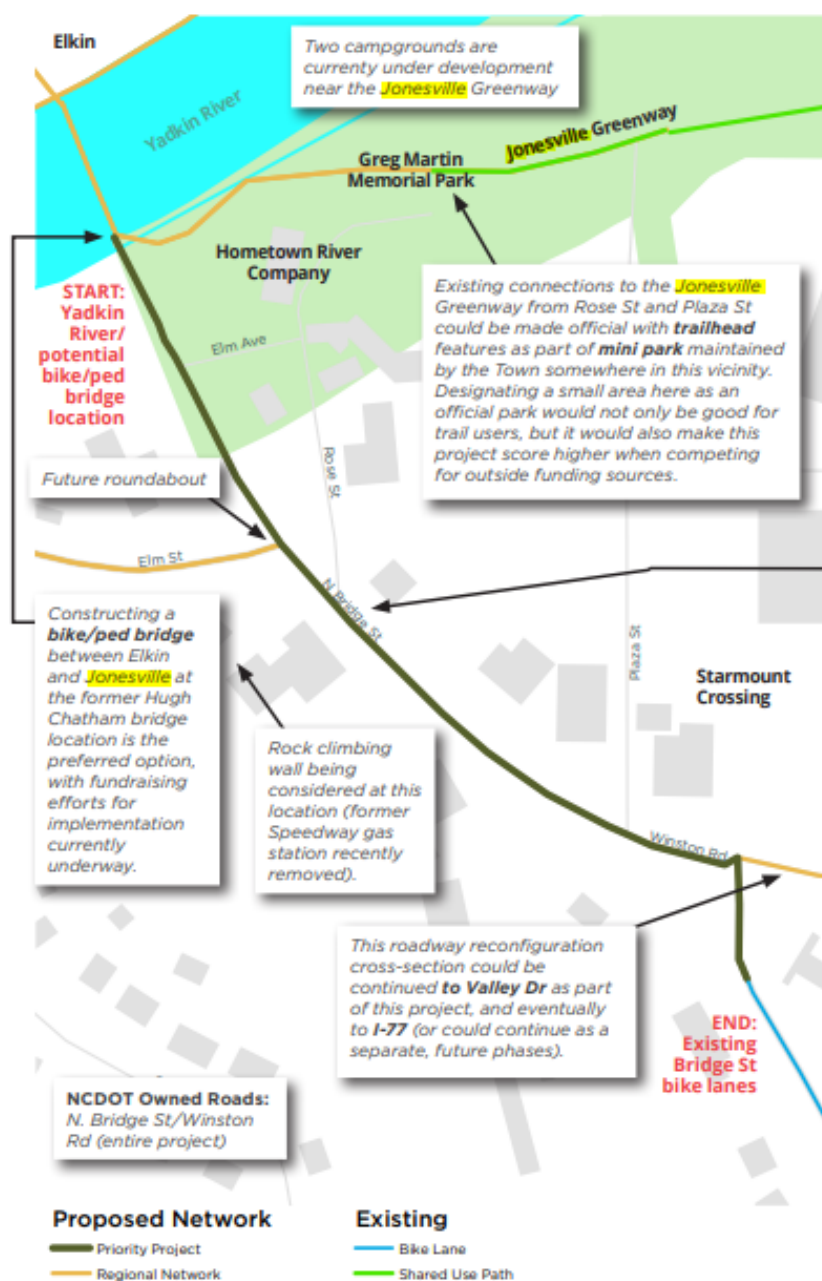 Elkin
Two campgrounds are
currenty under development
near the Jonesville Greenway
Yadkin River
Jonesville Greenway
Greg Martin
Memorial Park
Hometown River
Company
START:
Yadkin
River/
potential
bike/ped
bridge
location
Existing connections to the Jonesville
Greenway from Rose St and Plaza St
could be made official with trailhead
features as part of mini park maintained
by the Town somewhere in this vicinity.
Designating a small area here as an
official park would not only be good for
trail users, but it would also make this
project score higher when competing
for outside funding sources.
Elm Ave
Rose St
Future roundabout
Elm St
N Bridge St
Constructing a
bike/ped bridge
between Elkin
and Jonesville at
the former Hugh
Chatham bridge
location is the
preferred option,
with fundraising
efforts for
implementation
currently
underway.
Plaza St
Starmount
Crossing
Rock climbing
wall being
considered at this
location (former
Speedway gas
station recently
removed).
Winston Rd
This roadway reconfiguration
cross-section could be
continued to Valley Dr as part
of this project, and eventually
to I-77 (or could continue as a
separate, future phases).
END:
Existing
Bridge St
bike lanes
NCDOT Owned Roads:
N. Bridge St/Winston
Rd (entire project)
Proposed Network
Priority Project
Regional Network
Existing
Bike Lane
Shared Use Path